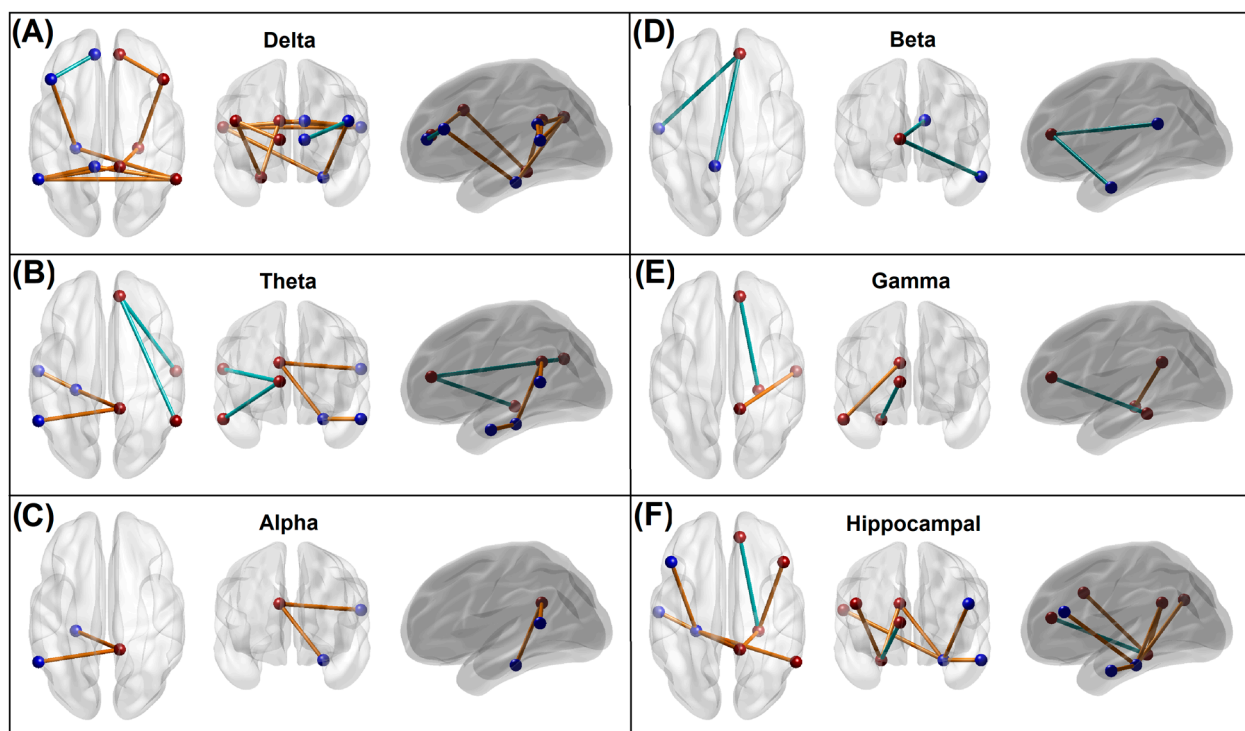 (A) Delta
(D) Beta
(B) Theta
(E) Gamma
(C) Alpha
(F) Hippocampal